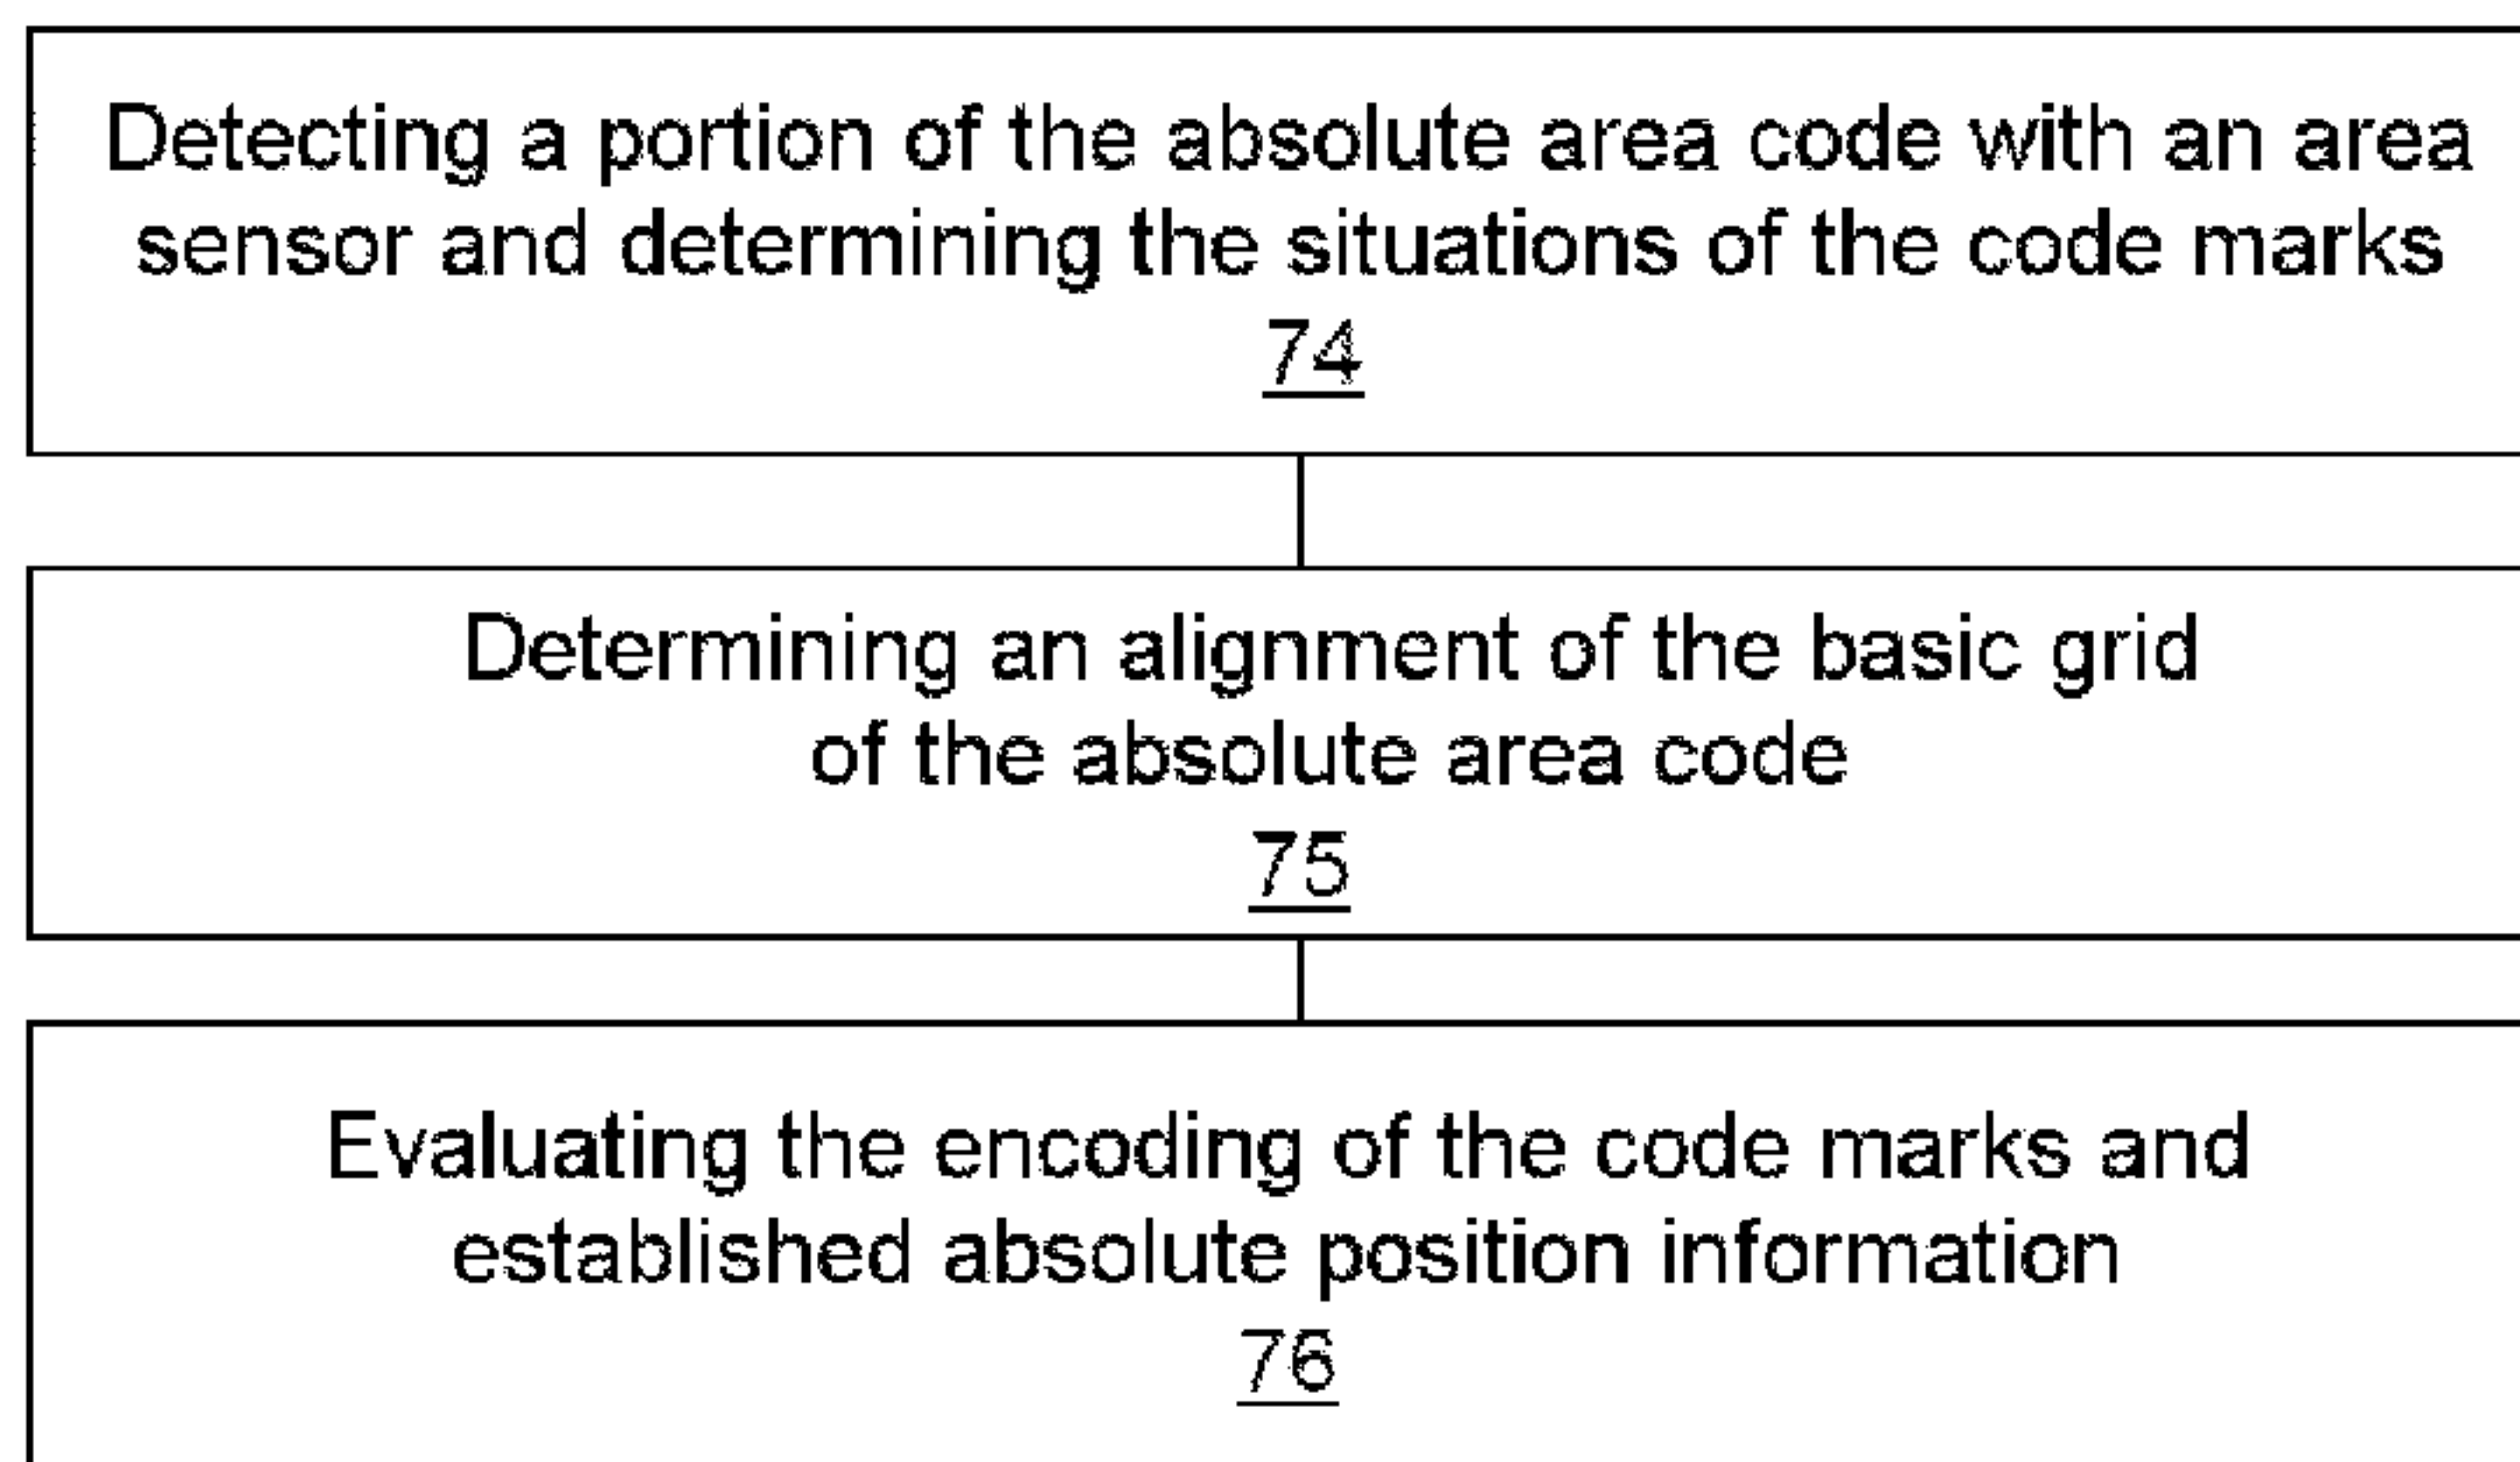 Detecting a portion of the absolute area code with an area
sensor and determining the situations of the code marks
74
Determining an alignment of the basic grid
of the absolute area code
75
Evaluating the encoding of the code marks and
established absolute position information
76